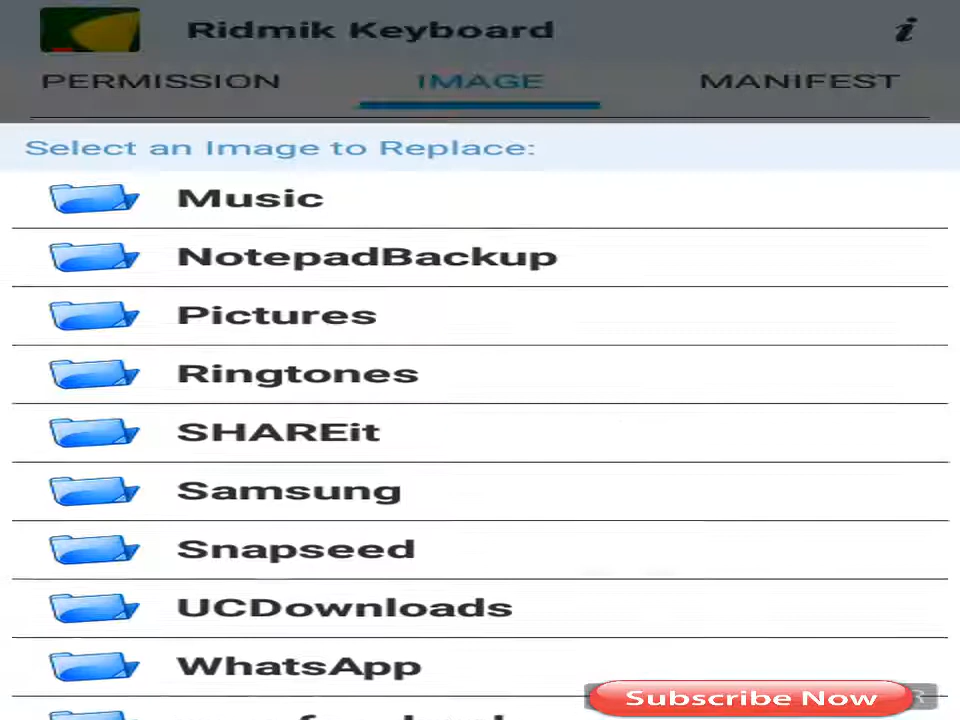 Ridmik Keyboard
i
PERMISSION IMAGE MANIFEST
Select an Image to Replace:
Music
NotepadBackup
Pictures
Ringtones
SHAREit
Samsung
Snapseed
UCDownloads
WhatsApp
Subscribe Now